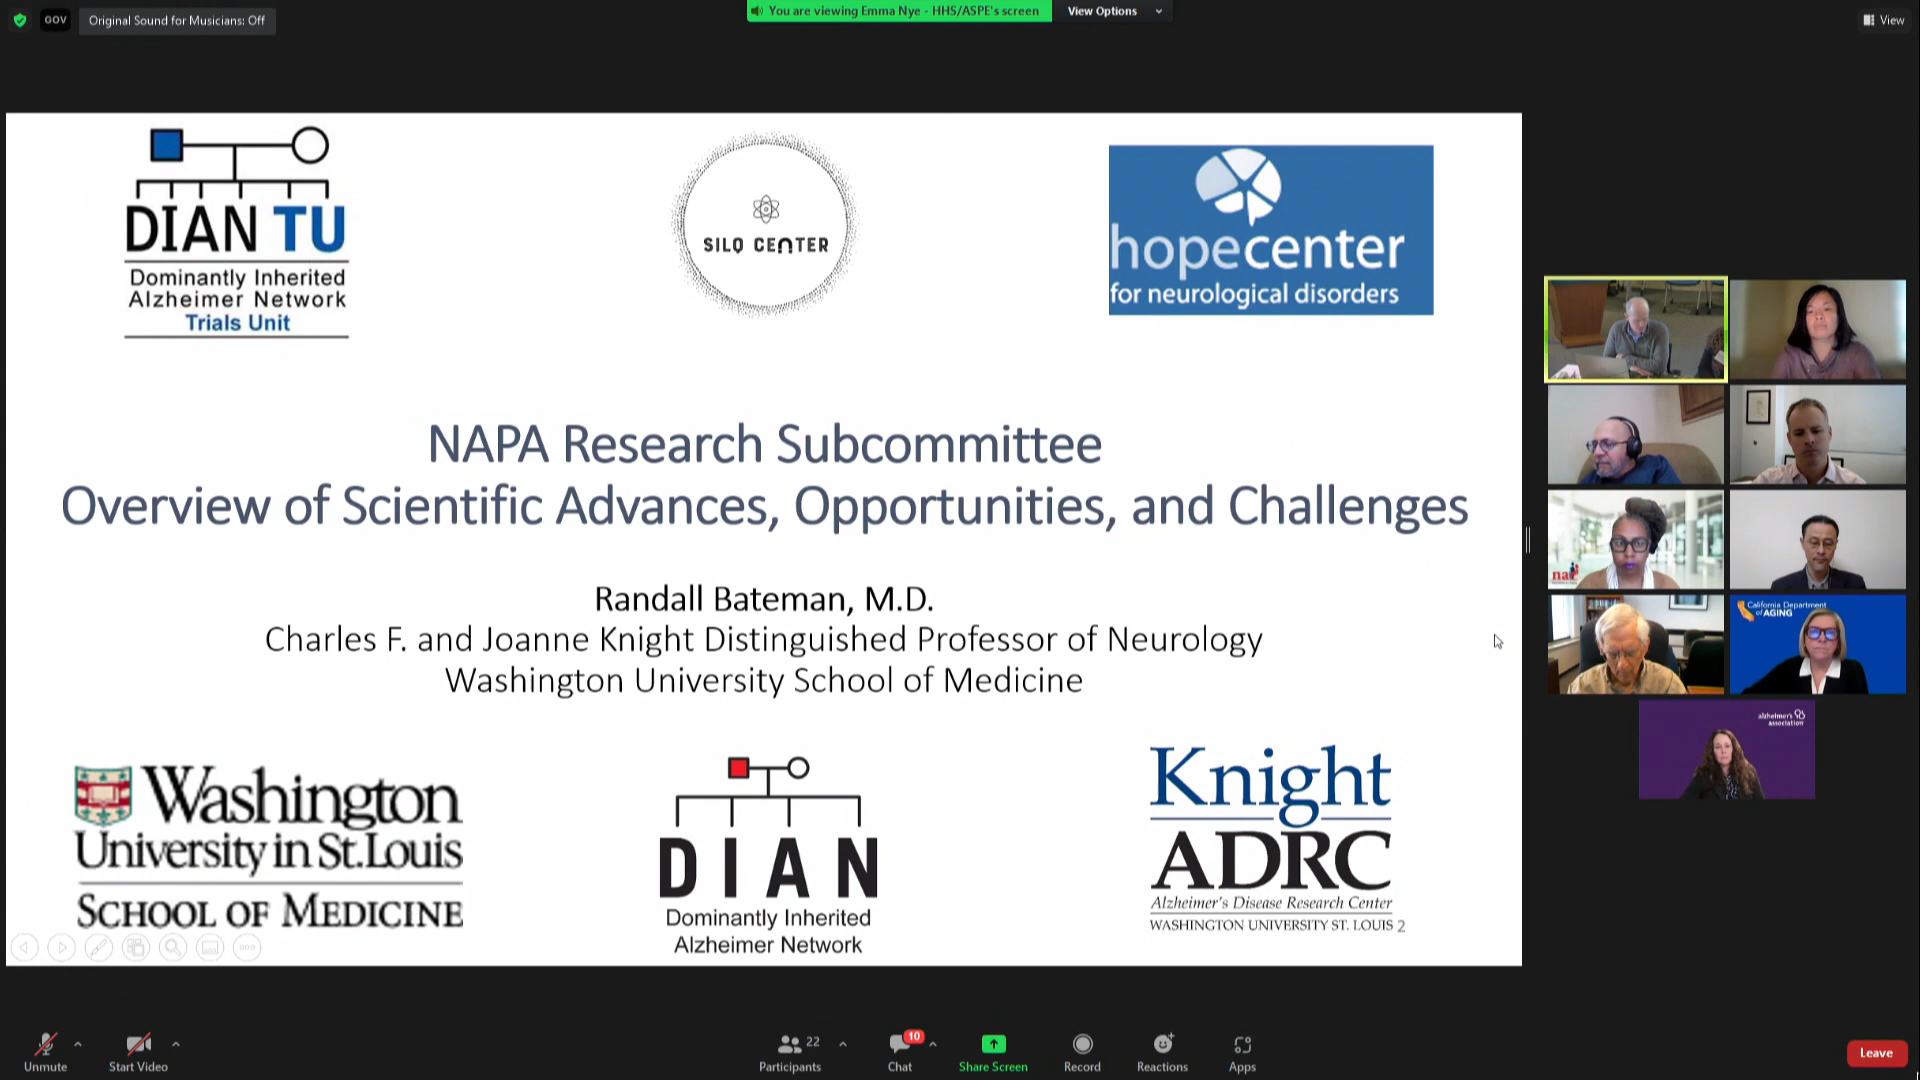 GOV
Original Sound for Musicians: Off
You are viewing Emma Nye - HHS/ASPE's screen
View Options
View
DIAN TU
Dominantly Inherited
Alzheimer Network
Trials Unit
SILQ CENTER
hopecenter
for neurological disorders
NAPA Research Subcommittee
Overview of Scientific Advances, Opportunities, and Challenges
Randall Bateman, M.D.
Charles F. and Joanne Knight Distinguished Professor of Neurology
Washington University School of Medicine
Washington
University in St. Louis
SCHOOL OF MEDICINE
DIAN
Dominantly Inherited
Alzheimer Network
Knight
ADRC
Alzheimer's Disease Research Center
WASHINGTON UNIVERSITY ST. LOUIS
2
California Department
of AGING
alzheimer's
association
Unmute
Start Video
Participants
22
Chat
10
Share Screen
Record
Reactions
Apps
Leave